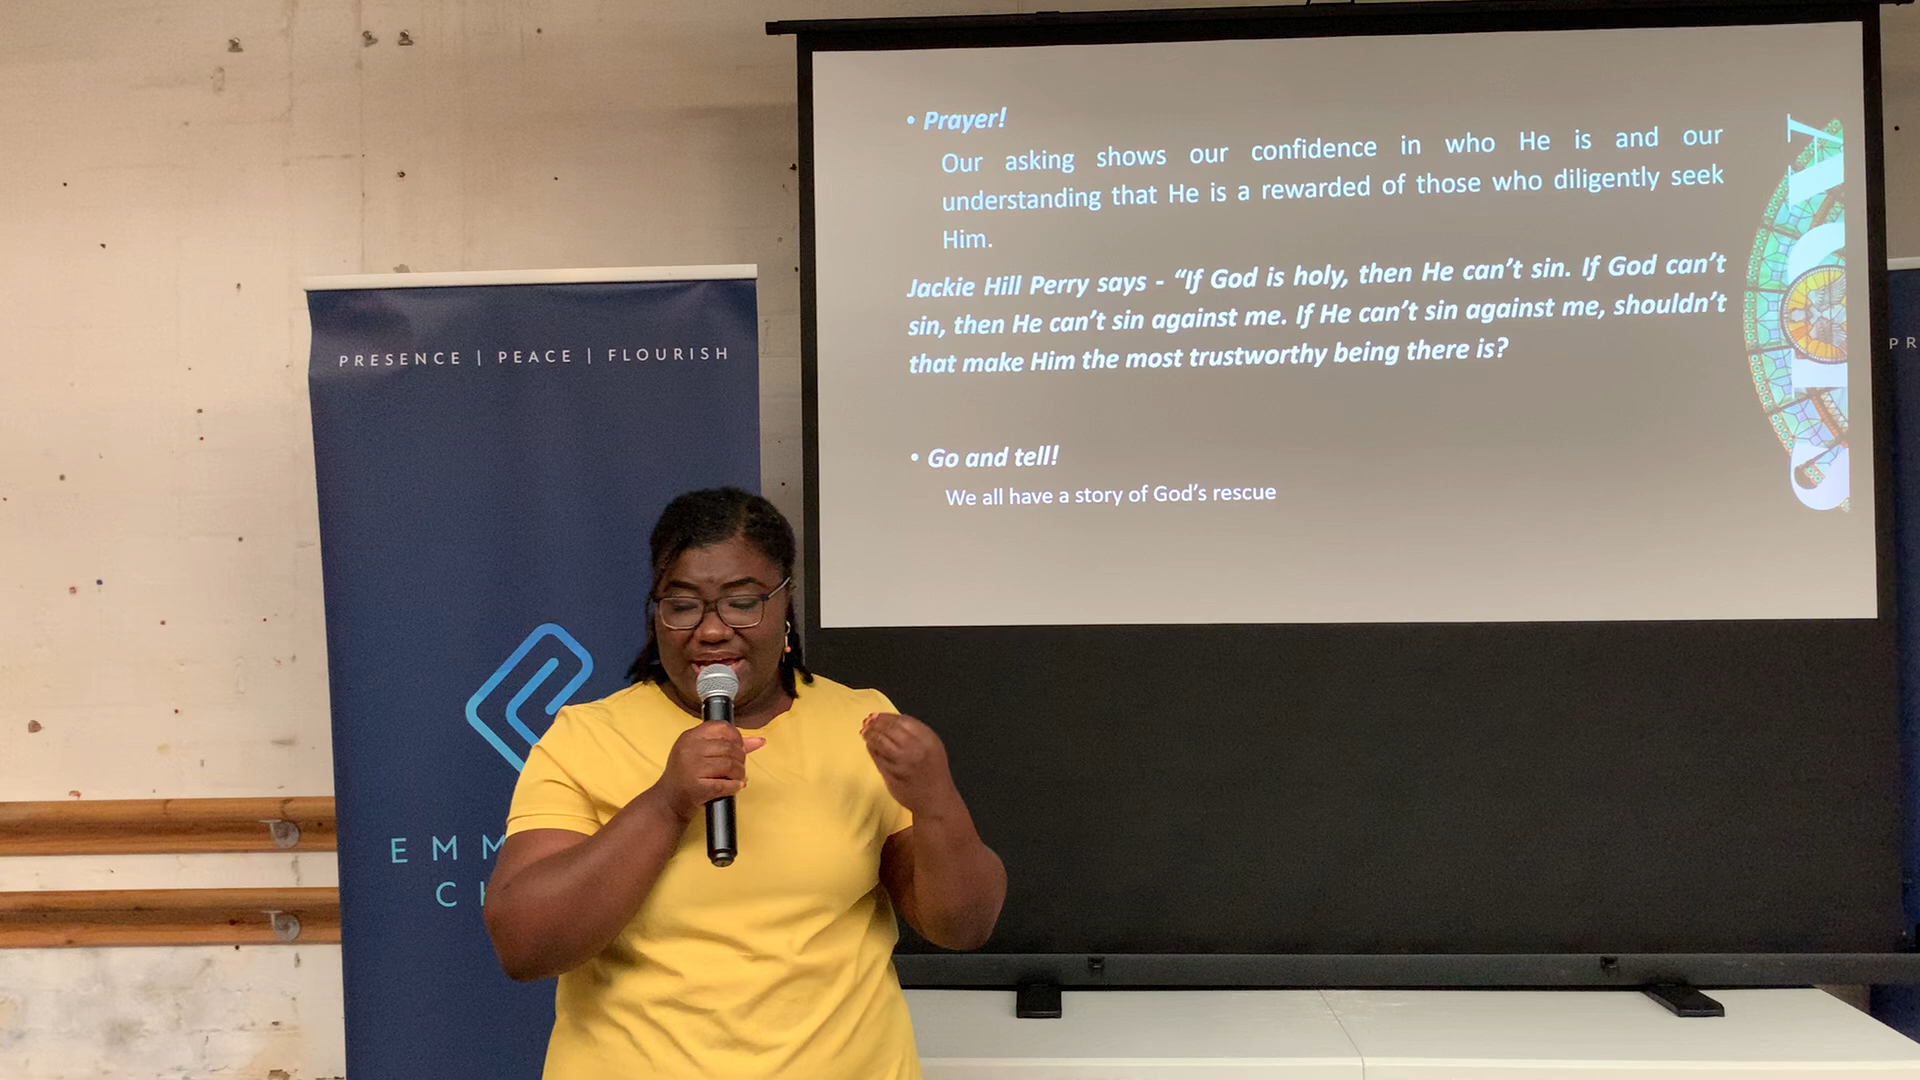 • Prayer!
Our asking shows our confidence in who He is and our
understanding that He is a rewarded of those who diligently seek
Him.
Jackie Hill Perry says - “If God is holy, then He can’t sin. If God can’t
sin, then He can’t sin against me. If He can’t sin against me, shouldn’t
that make Him the most trustworthy being there is?
• Go and tell!
We all have a story of God’s rescue
ACTS
PRESENCE | PEACE | FLOURISH
EMM
C
PR